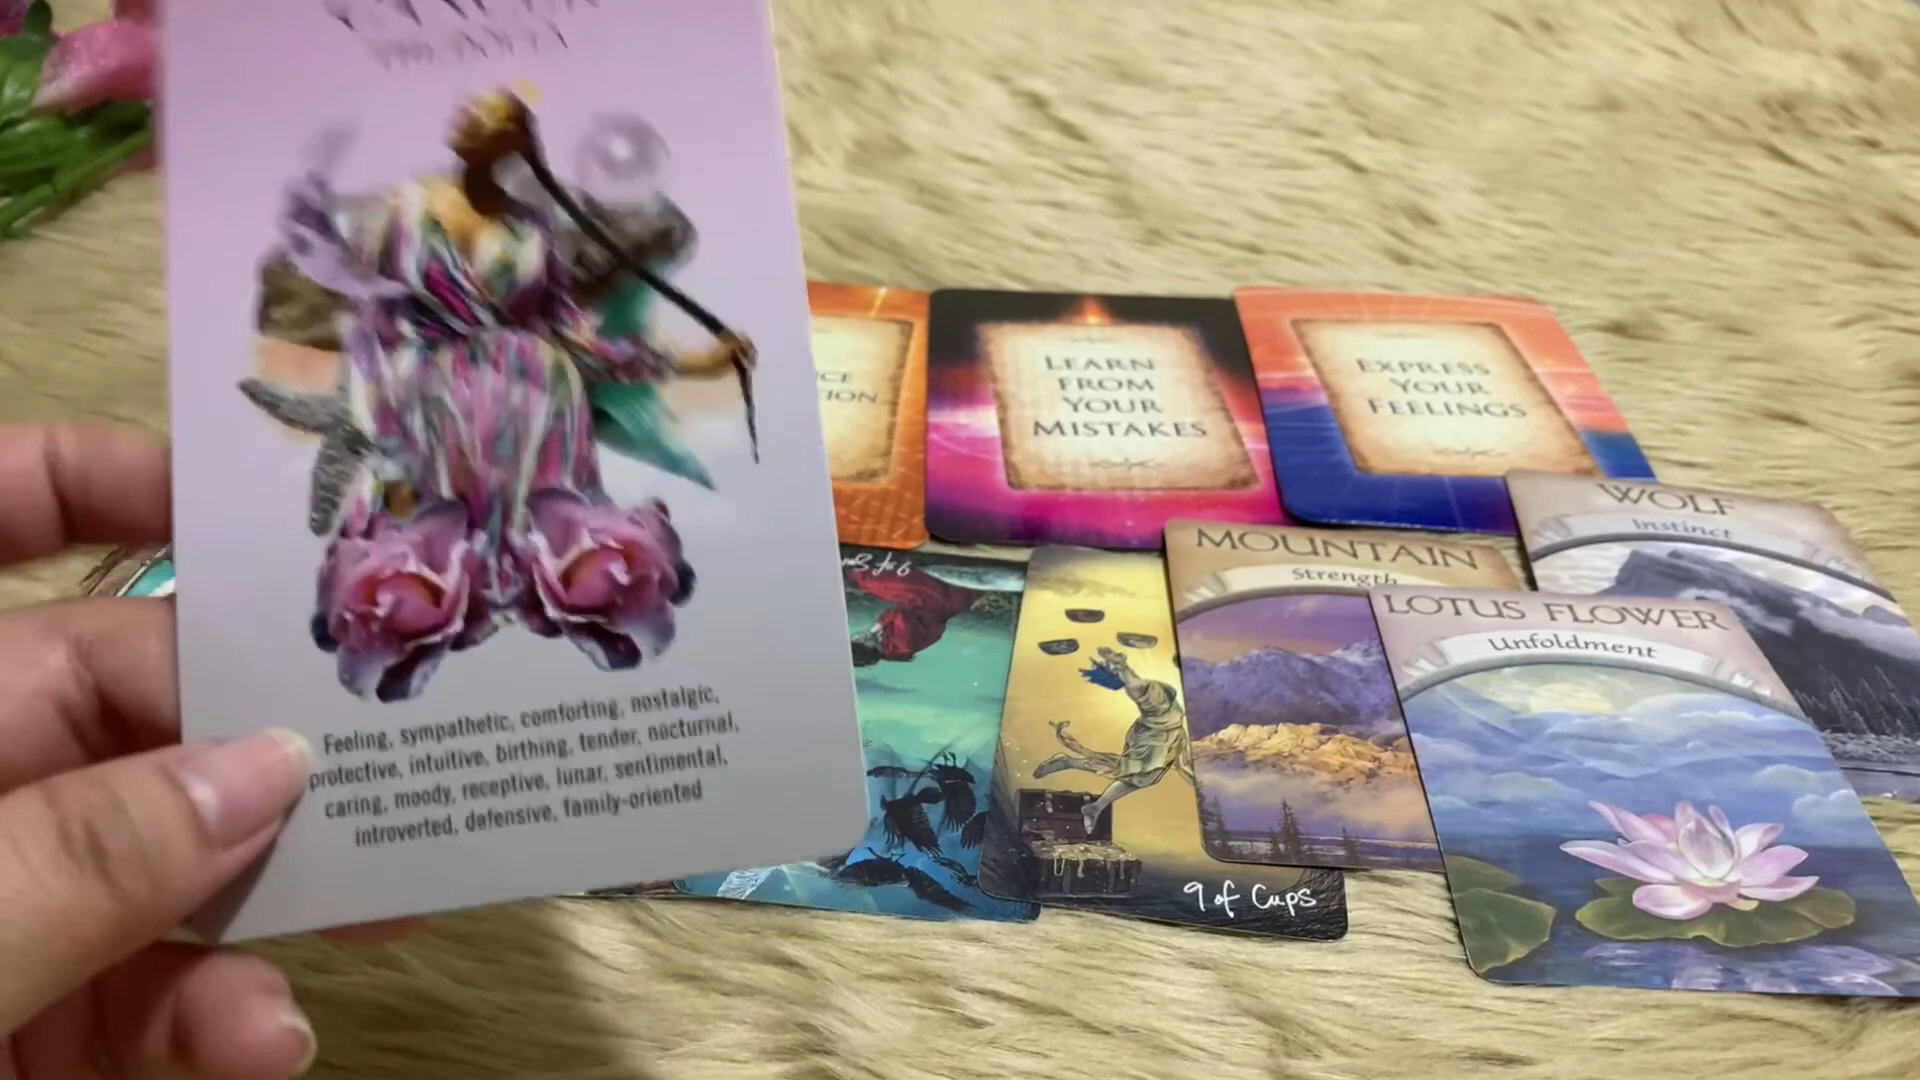 Feeling, sympathetic, comforting, nostalgic,
protective, intuitive, birthing, tender, nocturnal,
caring, moody, receptive, lunar, sentimental,
introverted, defensive, family-oriented
LEARN
FROM
YOUR
MISTAKES
EXPRESS
YOUR
FEELINGS
WOLF
Instinct
MOUNTAIN
Strength
LOTUS FLOWER
Unfoldment
9 of Cups